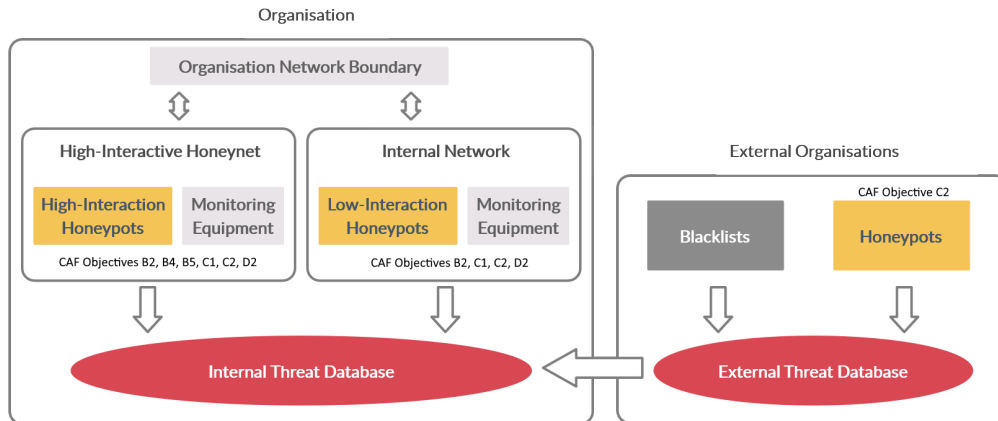 Organisation
Organisation Network Boundary
High-Interactive Honeynet
High-Interaction
Honeypots
Monitoring
Equipment
CAF Objectives B2, B4, B5, C1, C2, D2
Internal Network
Low-Interaction
Honeypots
Monitoring
Equipment
CAF Objectives B2, C1, C2, D2
Internal Threat Database
External Organisations
CAF Objective C2
Blacklists
Honeypots
External Threat Database